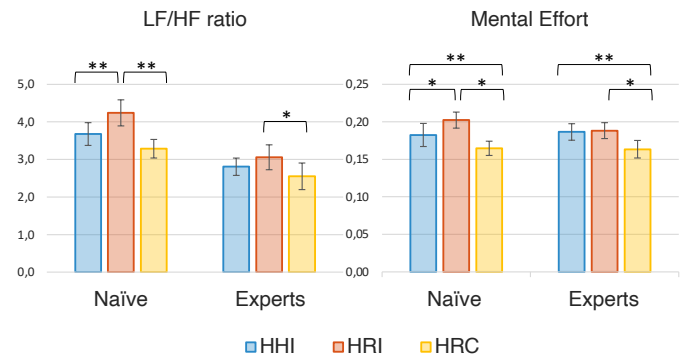 LF/HF ratio
** **
*
5,0
4,0
3,0
2,0
1,0
0,0
Naïve Experts
Mental Effort
** **
* * *
0,25
0,20
0,15
0,10
0,05
0,00
Naïve Experts
HHI HRI HRC